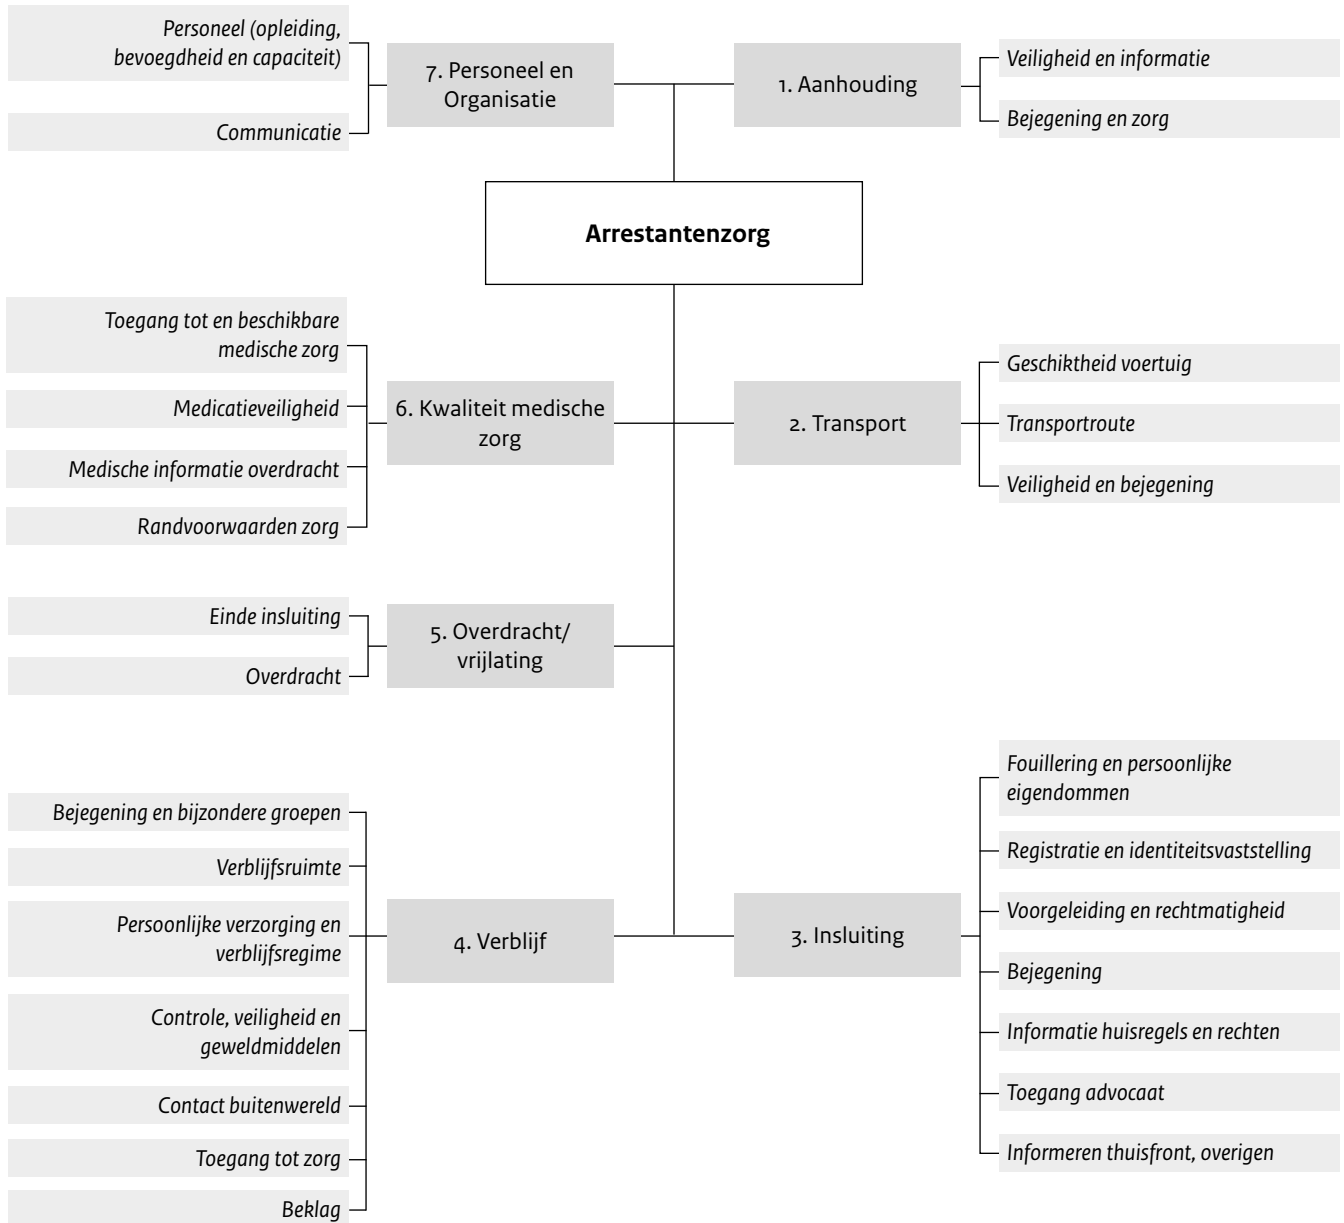 Personeel (opleiding,
bevoegdheid en capaciteit)
Communicatie
7. Personeel en
Organisatie
1. Aanhouding
Veiligheid en informatie
Bejegening en zorg
Arrestantenzorg
Toegang tot en beschikbare
medische zorg
Medicatieveiligheid
Medische informatie overdracht
Randvoorwaarden zorg
6. Kwaliteit medische
zorg
2. Transport
Geschiktheid voertuig
Transportroute
Veiligheid en bejegening
Einde insluiting
Overdracht
5. Overdracht/
vrijlating
Bejegening en bijzondere groepen
Verblijfsruimte
Persoonlijke verzorging en
verblijfsregime
Controle, veiligheid en
geweldmiddelen
Contact buitenwereld
Toegang tot zorg
Beklag
4. Verblijf
3. Insluiting
Fouillering en persoonlijke
eigendommen
Registratie en identiteitsvaststelling
Voorgeleiding en rechtmatigheid
Bejegening
Informatie huisregels en rechten
Toegang advocaat
Informeren thuisfront, overigen